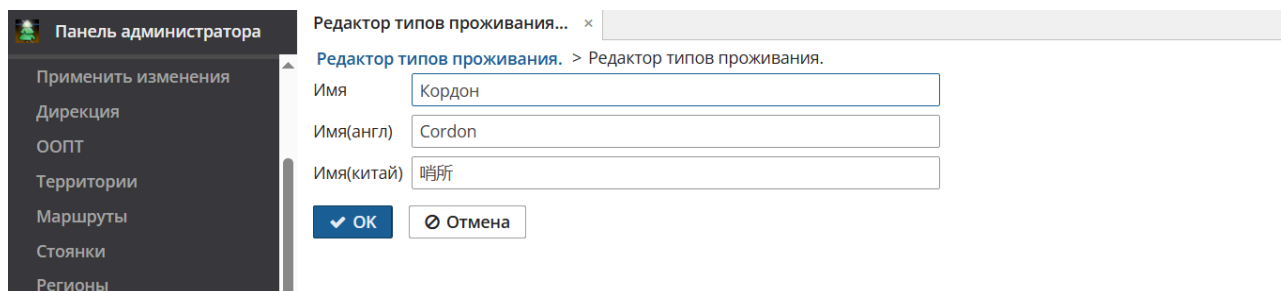 Панель администратора
Применить изменения
Дирекция
ООПТ
Территории
Маршруты
Стоянки
Регионы
Редактор типов проживания... ×
Редактор типов проживания. > Редактор типов проживания.
Имя Кордон
Имя(англ) Cordon
Имя(китай) 哨所
OK Отмена